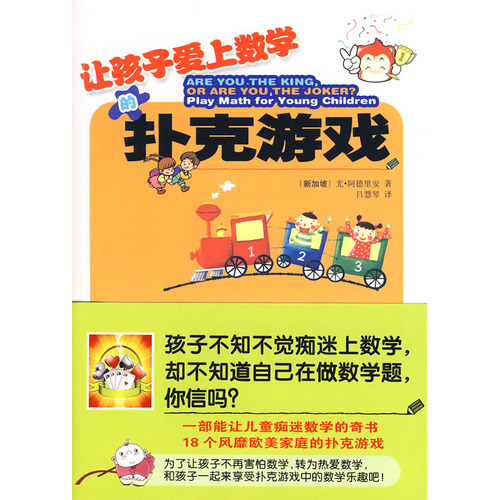 让孩子爱上数学
的
ARE YOU THE KING,
OR ARE YOU THE JOKER?
Play Math for Young Children
扑克游戏
(新加坡) 尤·阿德里安 著
吕慧琴 译
1
2
3
孩子不知不觉痴迷上数学，
却不知道自己在做数学题，
你信吗？
一部能让儿童痴迷数学的奇书
18 个风靡欧美家庭的扑克游戏
为了让孩子不再害怕数学，转为热爱数学，
和孩子一起来享受扑克游戏中的数学乐趣吧！